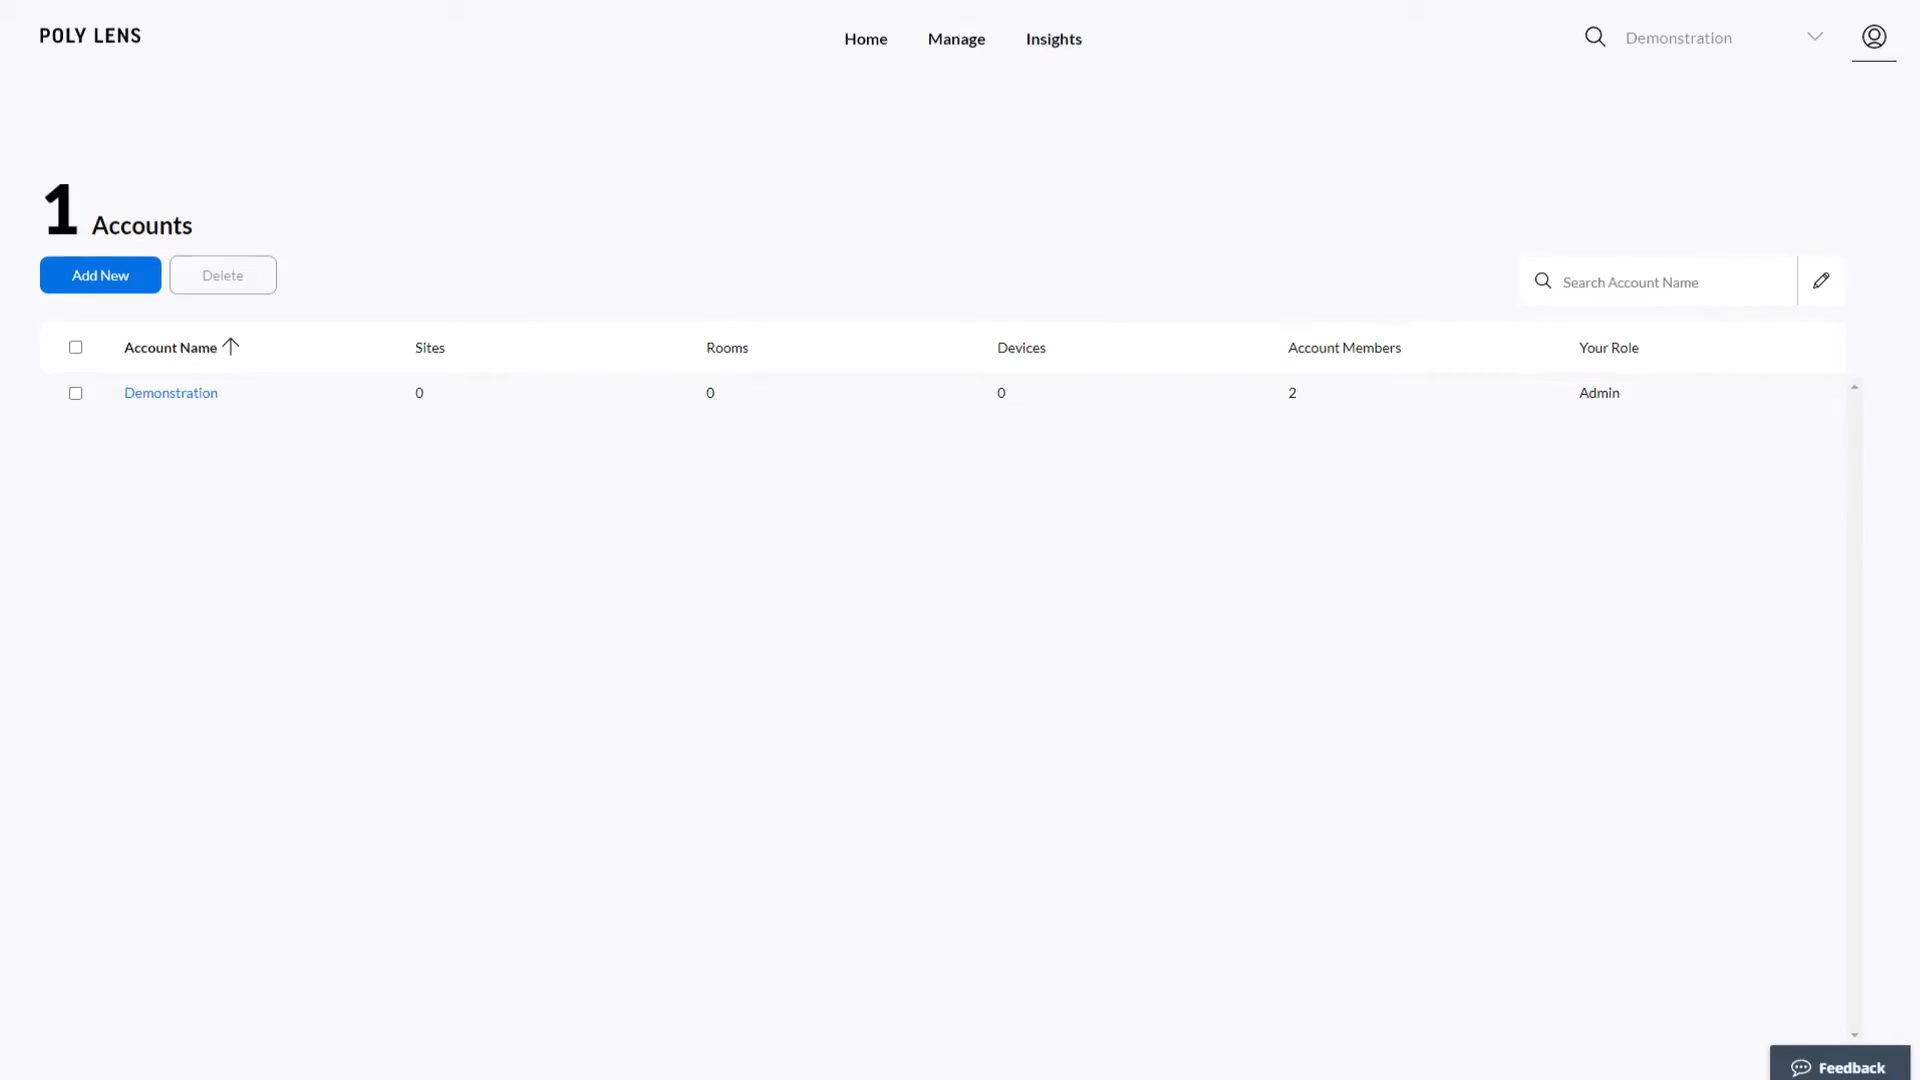 POLY LENS
Home Manage Insights
Demonstration
1 Accounts
Add New Delete
Search Account Name
Account Name Sites Rooms Devices Account Members Your Role
Demonstration 0 0 0 2 Admin
Feedback